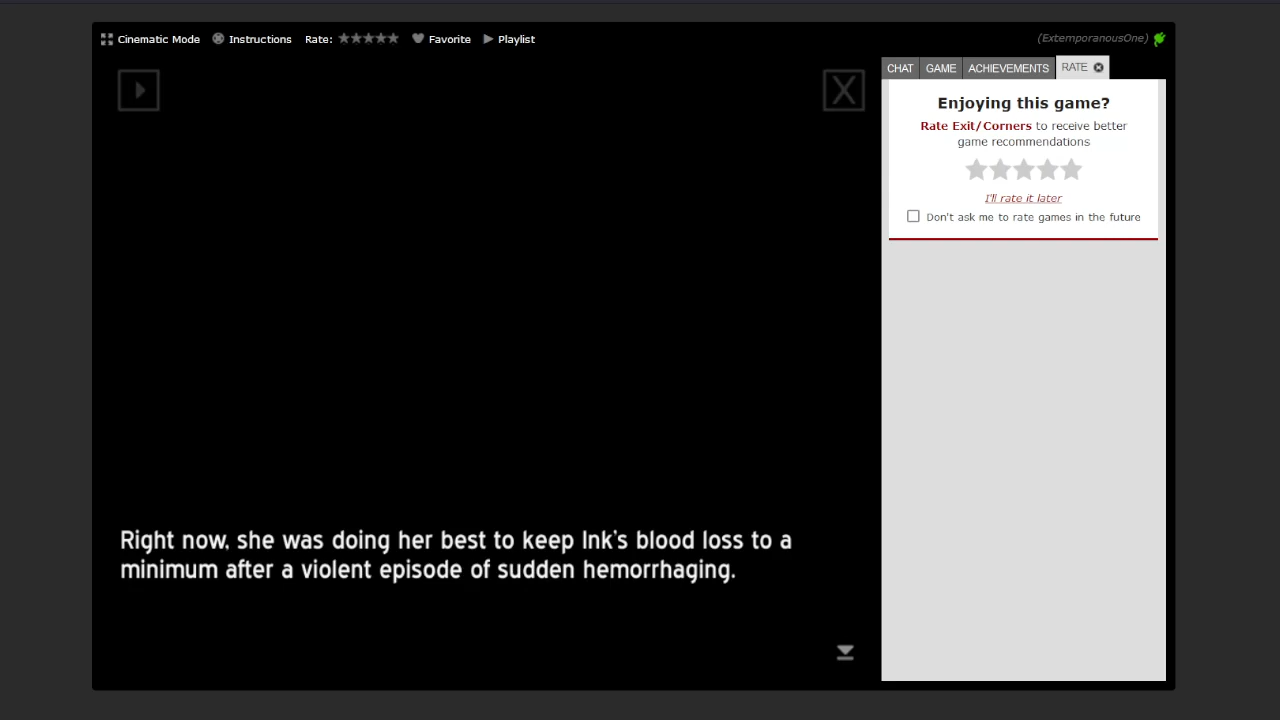 Cinematic Mode Instructions Rate: Favorite Playlist
(ExtemporanousOne)
CHAT GAME ACHIEVEMENTS RATE
X
Enjoying this game?
Rate Exit/Corners to receive better
game recommendations
I'll rate it later
Don't ask me to rate games in the future
Right now, she was doing her best to keep Ink's blood loss to a
minimum after a violent episode of sudden hemorrhaging.